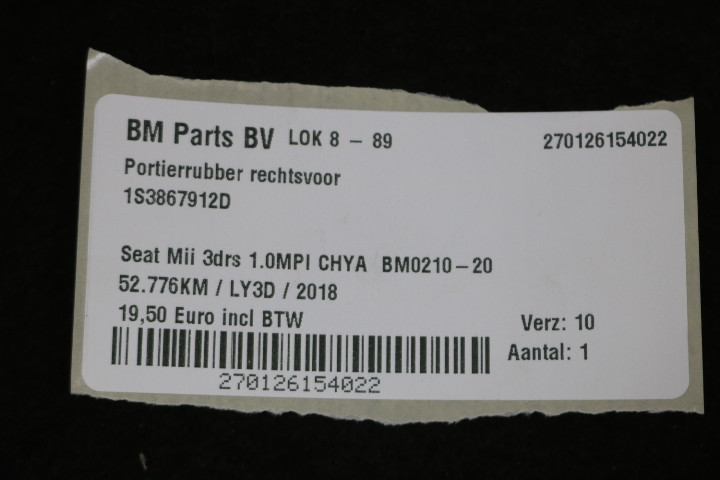 BM Parts BV LOK 8 - 89 270126154022
Portierrubber rechtsvoor
1S3867912D
Seat Mii 3drs 1.0MPI CHYA BM0210-20
52.776KM / LY3D / 2018
19,50 Euro incl BTW Verz: 10
Aantal: 1
270126154022